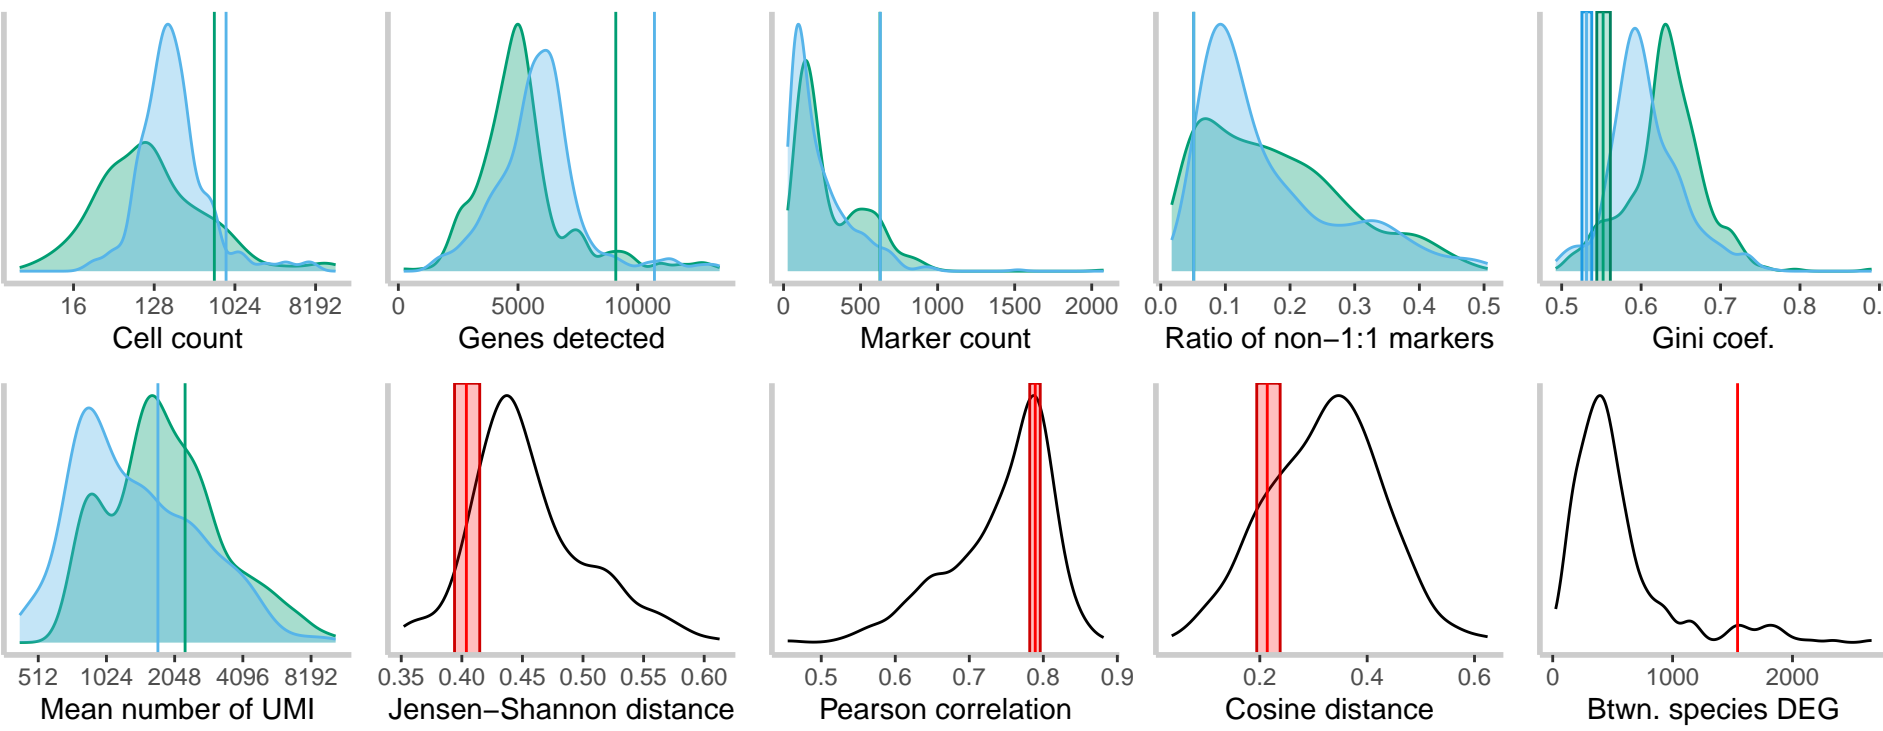 16 128 1024 8192
Cell count
0 5000 10000
Genes detected
0 500 1000 1500 2000
Marker count
0.0 0.1 0.2 0.3 0.4 0.5
Ratio of non−1:1 markers
0.5 0.6 0.7 0.8 0.
Gini coef.
512 1024 2048 4096 8192
Mean number of UMI
0.35 0.40 0.45 0.50 0.55 0.60
Jensen−Shannon distance
0.5 0.6 0.7 0.8 0.9
Pearson correlation
0.2 0.4 0.6
Cosine distance
0 1000 2000
Btwn. species DEG